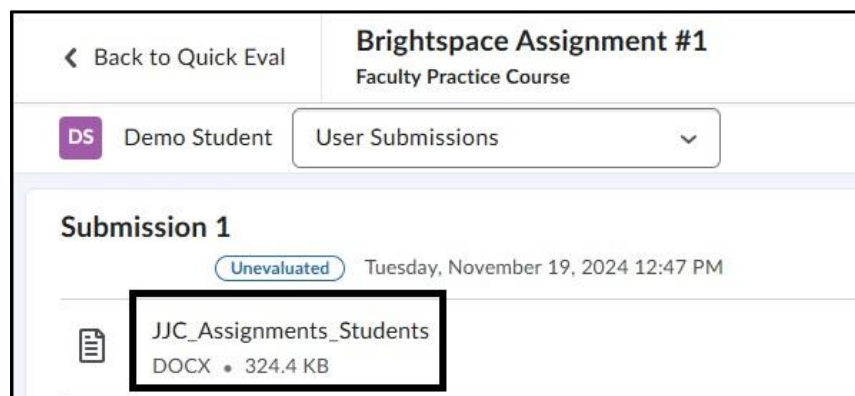 Back to Quick Eval
Brightspace Assignment #1
Faculty Practice Course
DS Demo Student User Submissions
Submission 1
Unevaluated Tuesday, November 19, 2024 12:47 PM
JJC_Assignments_Students
DOCX • 324.4 KB